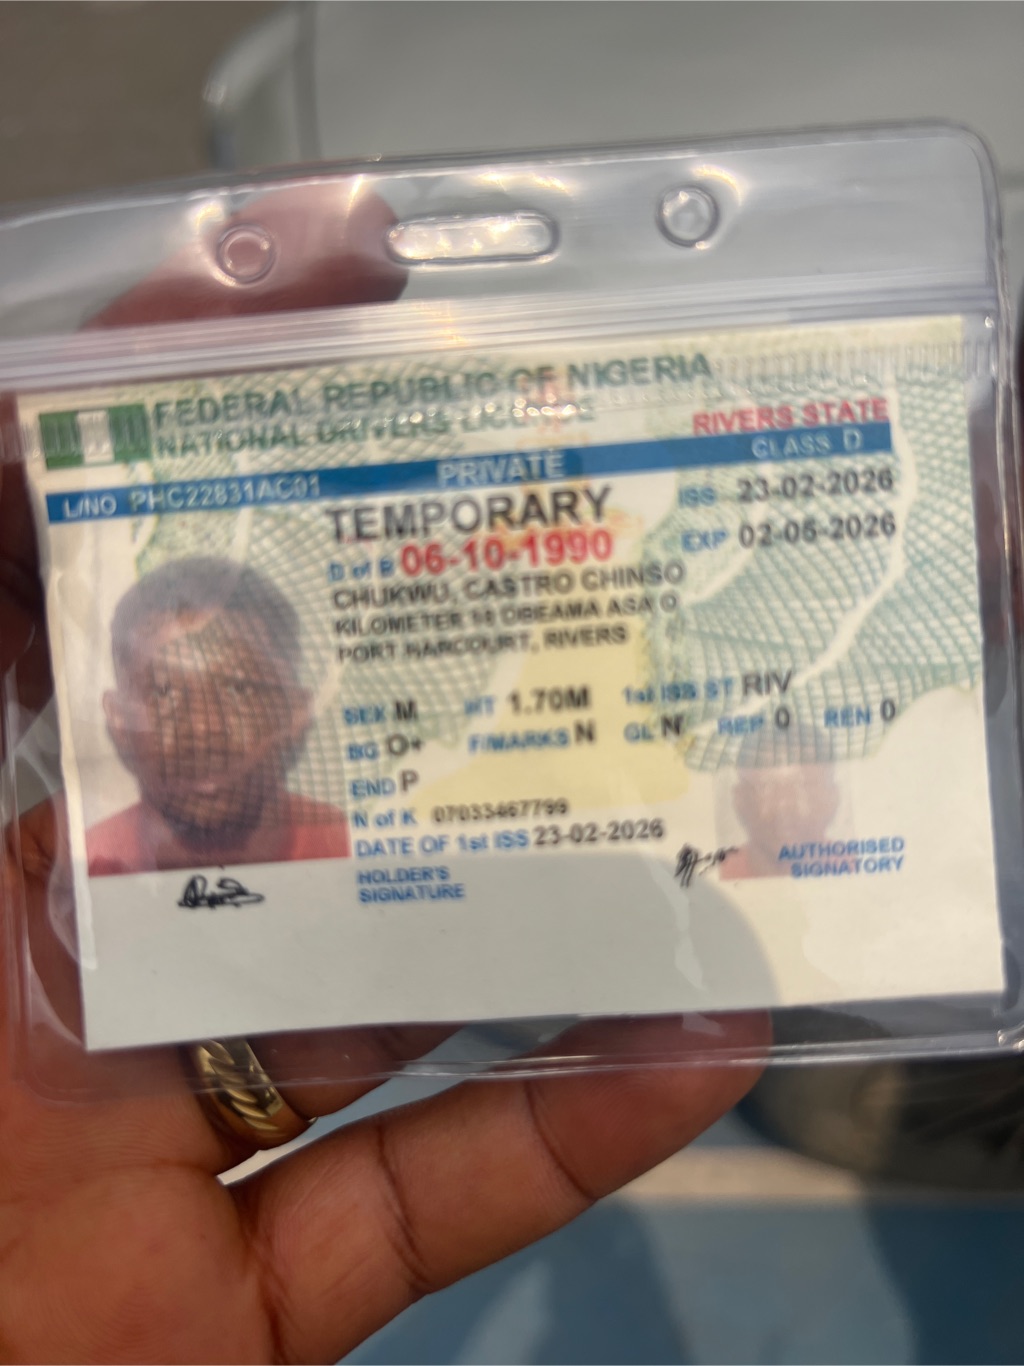 FEDERAL REPUBLIC OF NIGERIA
NATIONAL DRIVERS LICENSE
RIVERS STATE
PRIVATE CLASS D
L/NO PHC22831AC01
TEMPORARY
ISS 23-02-2026
D of B 06-10-1990
EXP 02-05-2026
CHUKWU, CASTRO CHINSO
KILOMETER ASA O
PORT HARCOURT, RIVERS
SEX M HT 1.70M 1st ISS ST RIV
BG O+ F/MARKS N GL N REP 0 REN 0
END P
N of K 07033467799
DATE OF 1st ISS 23-02-2026
HOLDER'S
SIGNATURE
AUTHORISED
SIGNATORY